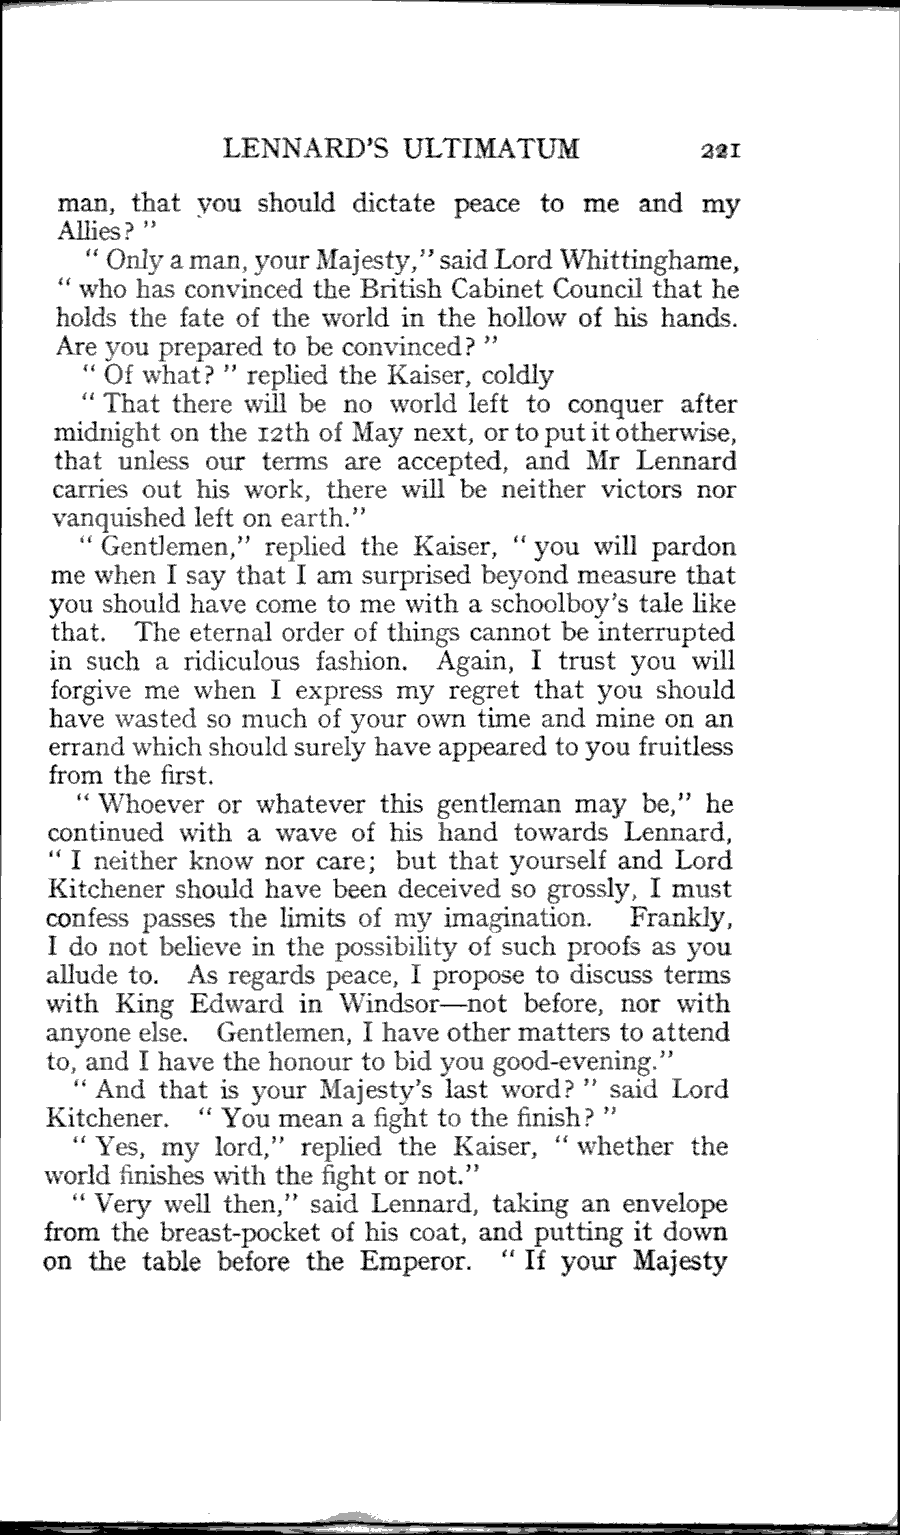 LENNARD'S ULTIMATUM 221
man, that you should dictate peace to me and my
Allies? "
" Only a man, your Majesty," said Lord Whittinghame,
" who has convinced the British Cabinet Council that he
holds the fate of the world in the hollow of his hands.
Are you prepared to be convinced? "
" Of what? " replied the Kaiser, coldly
" That there will be no world left to conquer after
midnight on the 12th of May next, or to put it otherwise,
that unless our terms are accepted, and Mr Lennard
carries out his work, there will be neither victors nor
vanquished left on earth."
" Gentlemen," replied the Kaiser, " you will pardon
me when I say that I am surprised beyond measure that
you should have come to me with a schoolboy's tale like
that. The eternal order of things cannot be interrupted
in such a ridiculous fashion. Again, I trust you will
forgive me when I express my regret that you should
have wasted so much of your own time and mine on an
errand which should surely have appeared to you fruitless
from the first.
" Whoever or whatever this gentleman may be," he
continued with a wave of his hand towards Lennard,
" I neither know nor care; but that yourself and Lord
Kitchener should have been deceived so grossly, I must
confess passes the limits of my imagination. Frankly,
I do not believe in the possibility of such proofs as you
allude to. As regards peace, I propose to discuss terms
with King Edward in Windsor—not before, nor with
anyone else. Gentlemen, I have other matters to attend
to, and I have the honour to bid you good-evening."
" And that is your Majesty's last word? " said Lord
Kitchener. " You mean a fight to the finish? "
" Yes, my lord," replied the Kaiser, " whether the
world finishes with the fight or not."
" Very well then," said Lennard, taking an envelope
from the breast-pocket of his coat, and putting it down
on the table before the Emperor. " If your Majesty